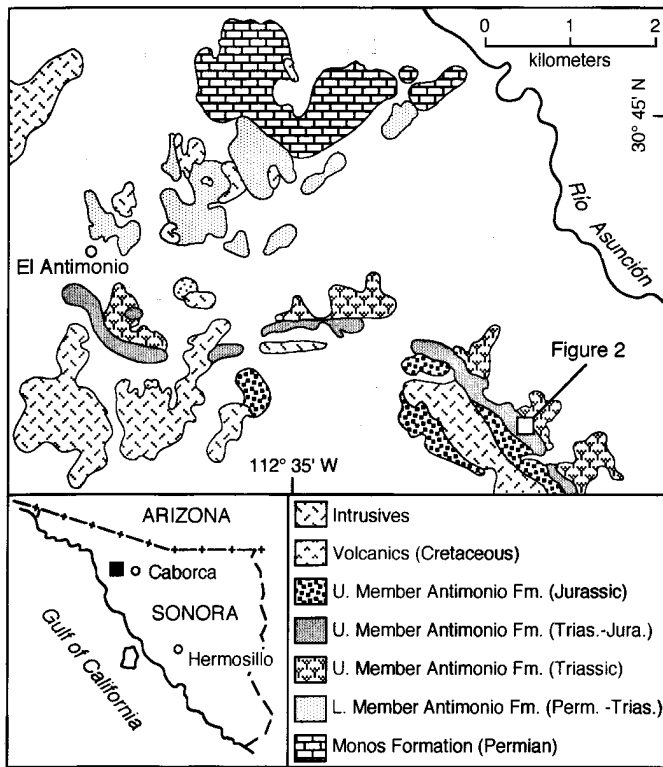 0 1 2
kilometers
30° 45' N
Río Asunción
El Antimonio
Figure 2
112° 35' W
ARIZONA
Caborca
SONORA
Hermosillo
Gulf of California
Intrusives
Volcanics (Cretaceous)
U. Member Antimonio Fm. (Jurassic)
U. Member Antimonio Fm. (Trias.-Jura.)
U. Member Antimonio Fm. (Triassic)
L. Member Antimonio Fm. (Perm. -Trias.)
Monos Formation (Permian)